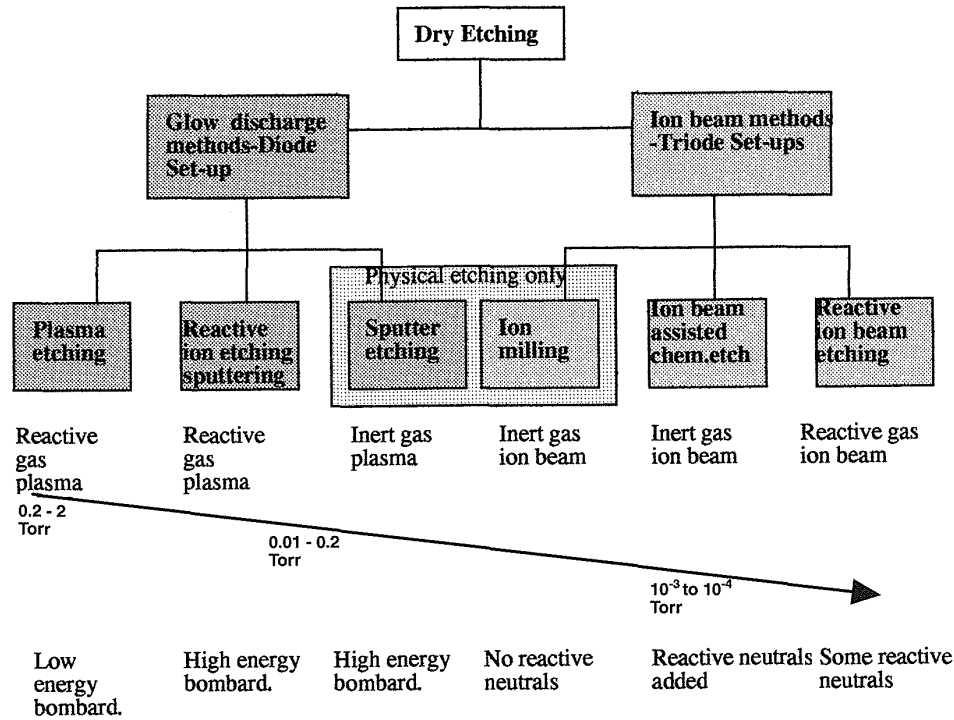 Dry Etching
Glow discharge
methods-Diode
Set-up
Ion beam methods
-Triode Set-ups
Physical etching only
Plasma
etching
Reactive
ion etching
sputtering
Sputter
etching
Ion
milling
Ion beam
assisted
chem.etch
Reactive
ion beam
etching
Reactive
gas
plasma
Reactive
gas
plasma
Inert gas
plasma
Inert gas
ion beam
Inert gas
ion beam
Reactive gas
ion beam
0.2 - 2
Torr
0.01 - 0.2
Torr
10⁻³ to 10⁻⁴
Torr
Low
energy
bombard.
High energy
bombard.
High energy
bombard.
No reactive
neutrals
Reactive neutrals
added
Some reactive
neutrals